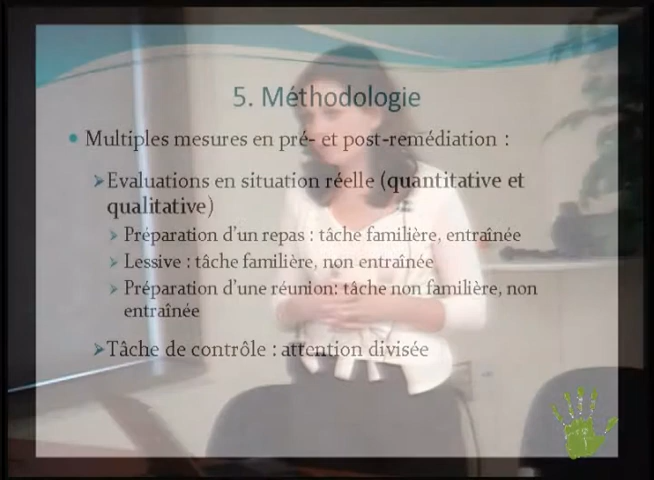 5. Méthodologie
Multiples mesures en pré- et post-remédiation :
Evaluations en situation réelle (quantitative et
qualitative)
Préparation d'un repas : tâche familière, entraînée
Lessive : tâche familière, non entraînée
Préparation d'une réunion: tâche non familière, non
entraînée
Tâche de contrôle : attention divisée